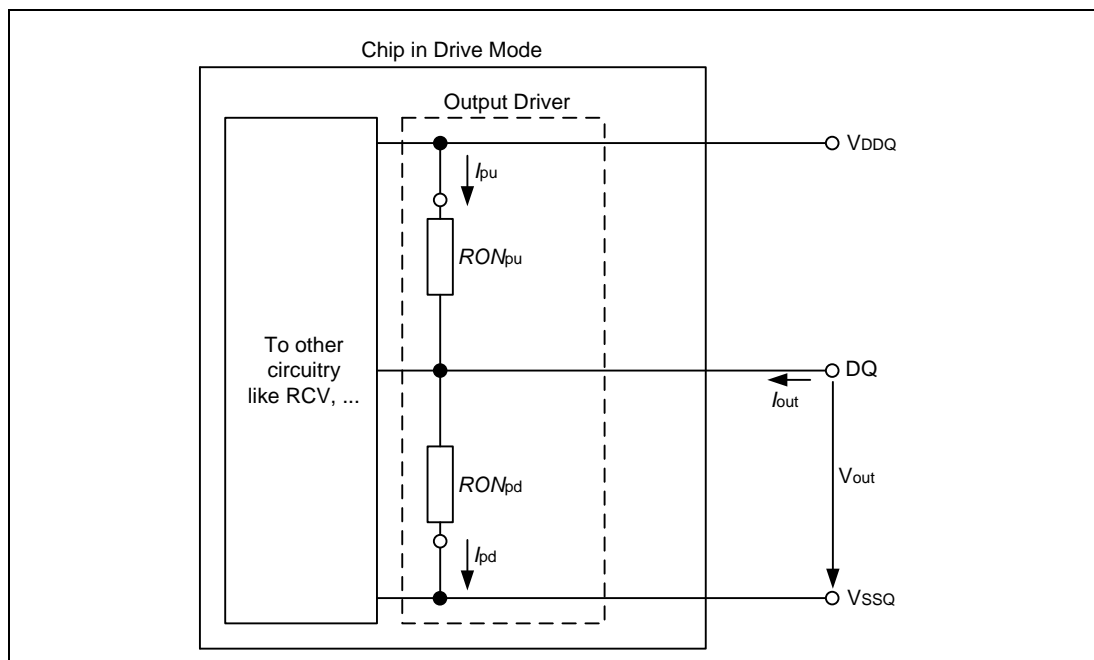 Chip in Drive Mode
Output Driver
VDDQ
Ipu
RONpu
To other
circuitry
like RCV, ...
DQ
Iout
RONpd
Vout
Ipd
VSSQ